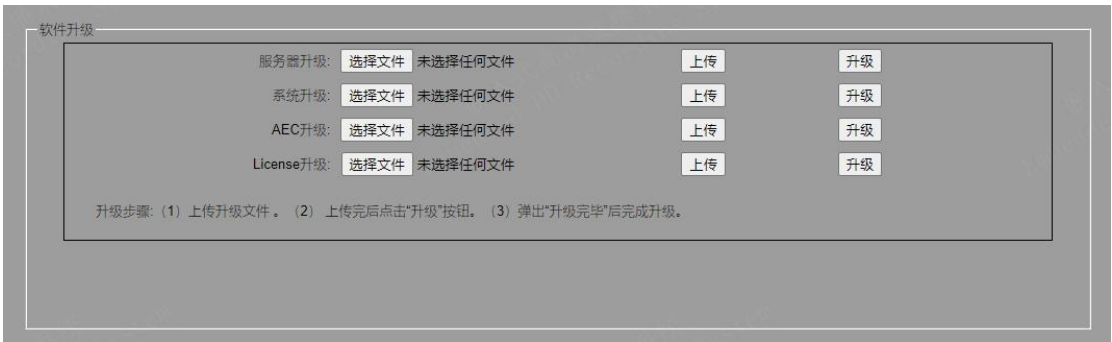 软件升级
服务器升级: 选择文件 未选择任何文件 上传 升级
系统升级: 选择文件 未选择任何文件 上传 升级
AEC升级: 选择文件 未选择任何文件 上传 升级
License升级: 选择文件 未选择任何文件 上传 升级
升级步骤:（1）上传升级文件 。（2） 上传完后点击“升级”按钮。（3）弹出“升级完毕”后完成升级。